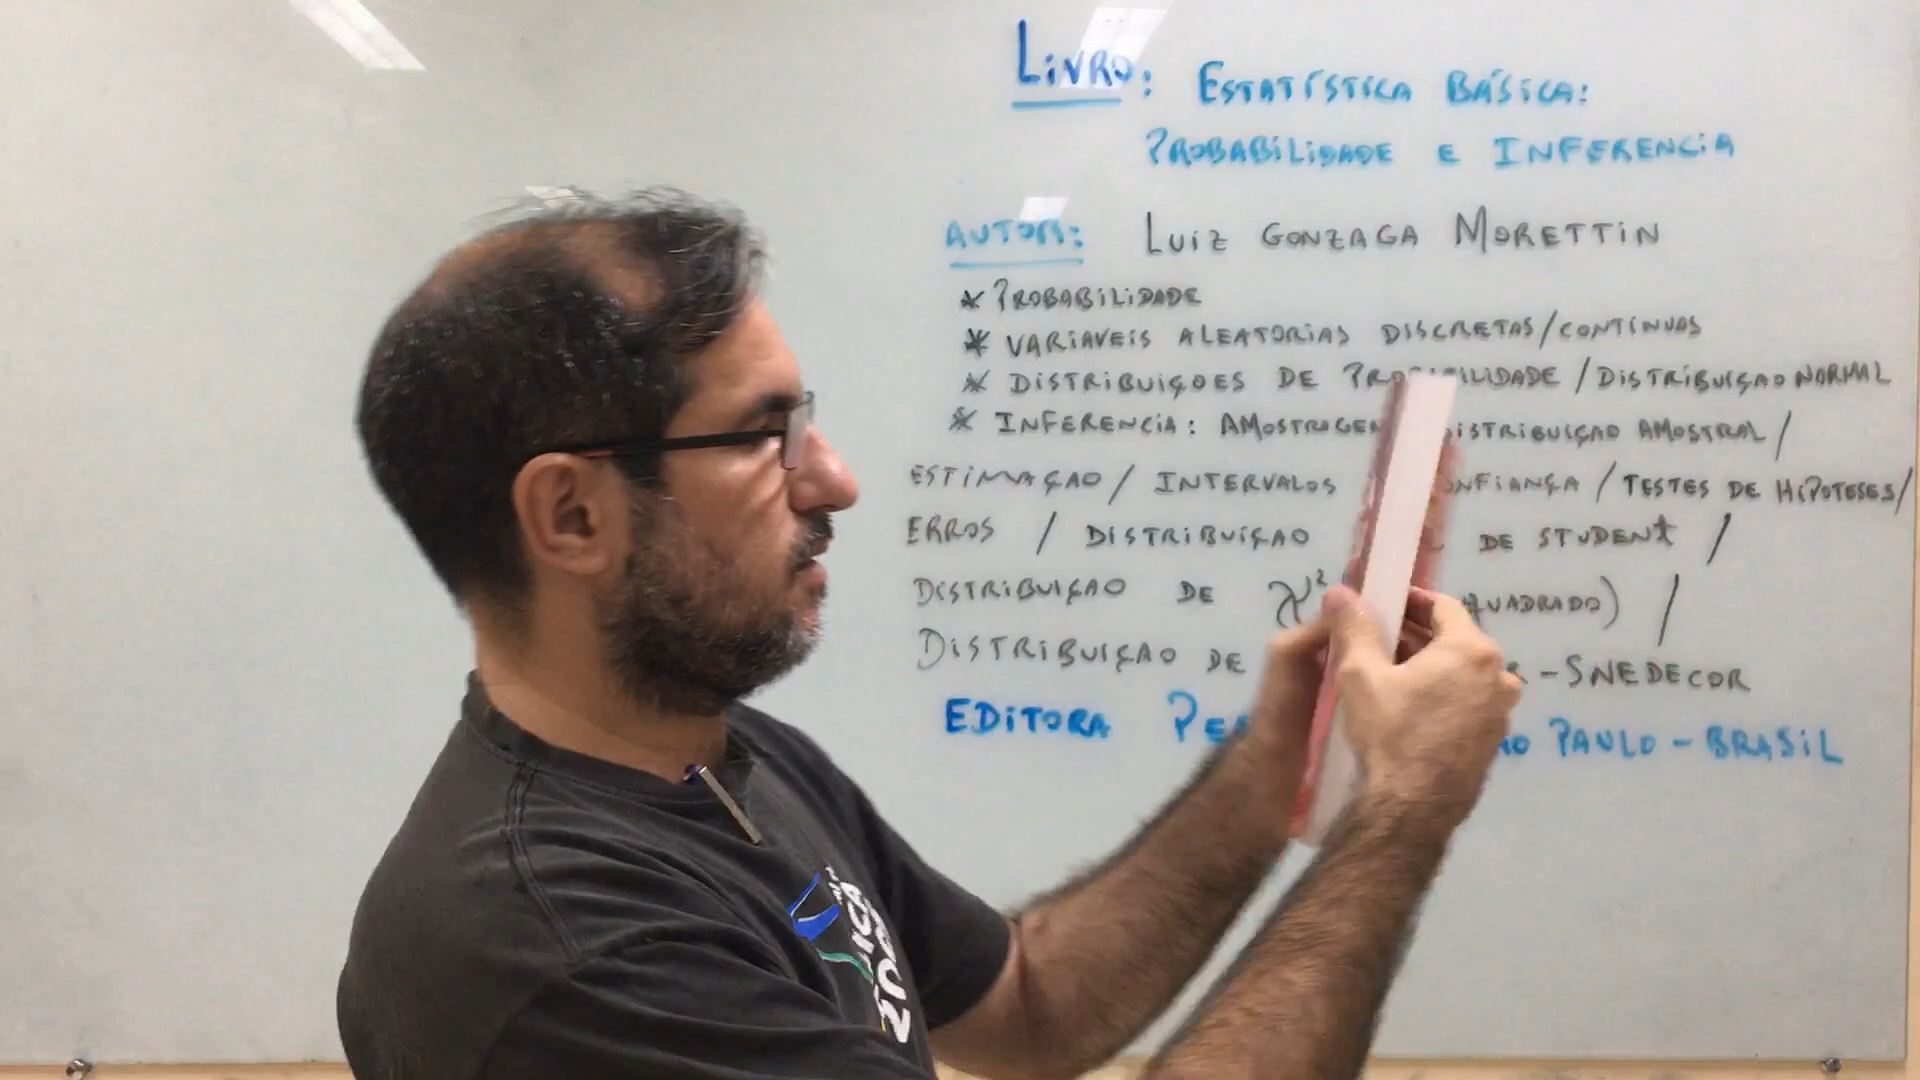 LiVRO: ESTATÍSTICA BÁSICA:
PROBABILIDADE E INFERENCIA
AUTOR: LUIZ GONZAGA MORETTIN
* PROBABILIDADE
* VARIAVEIS ALEATORIAS DISCRETAS/CONTINUAS
* DISTRIBUIÇOES DE /DISTRIBUIÇAO NORMAL
* INFERENCIA: AMOSTRAL/
ESTIMAÇAO / INTERVALOS / TESTES DE HIPOTESES/
ERROS / DISTRIBUIÇAO DE STUDENT /
DISTRIBUIÇAO DE χ² QUADRADO) /
DISTRIBUIÇAO DE -SNEDECOR
EDITORA PAULO-BRASIL